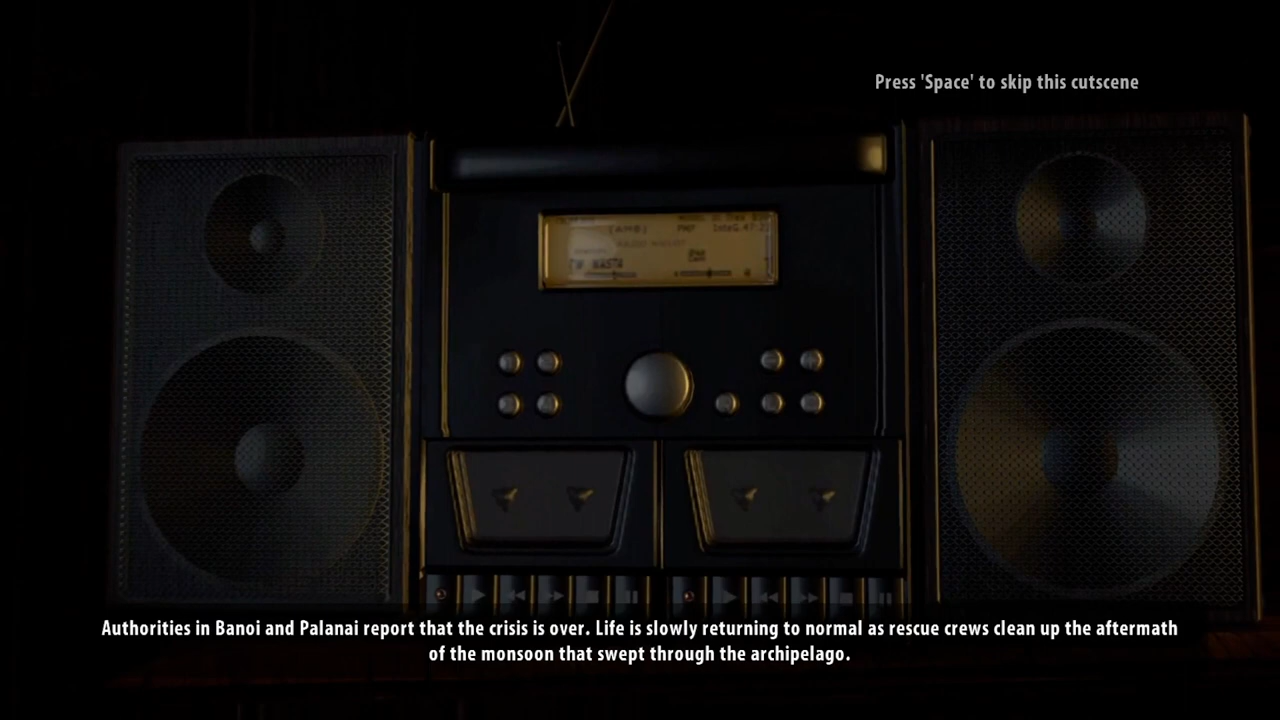 Press 'Space' to skip this cutscene
Authorities in Banoi and Palanai report that the crisis is over. Life is slowly returning to normal as rescue crews clean up the aftermath
of the monsoon that swept through the archipelago.